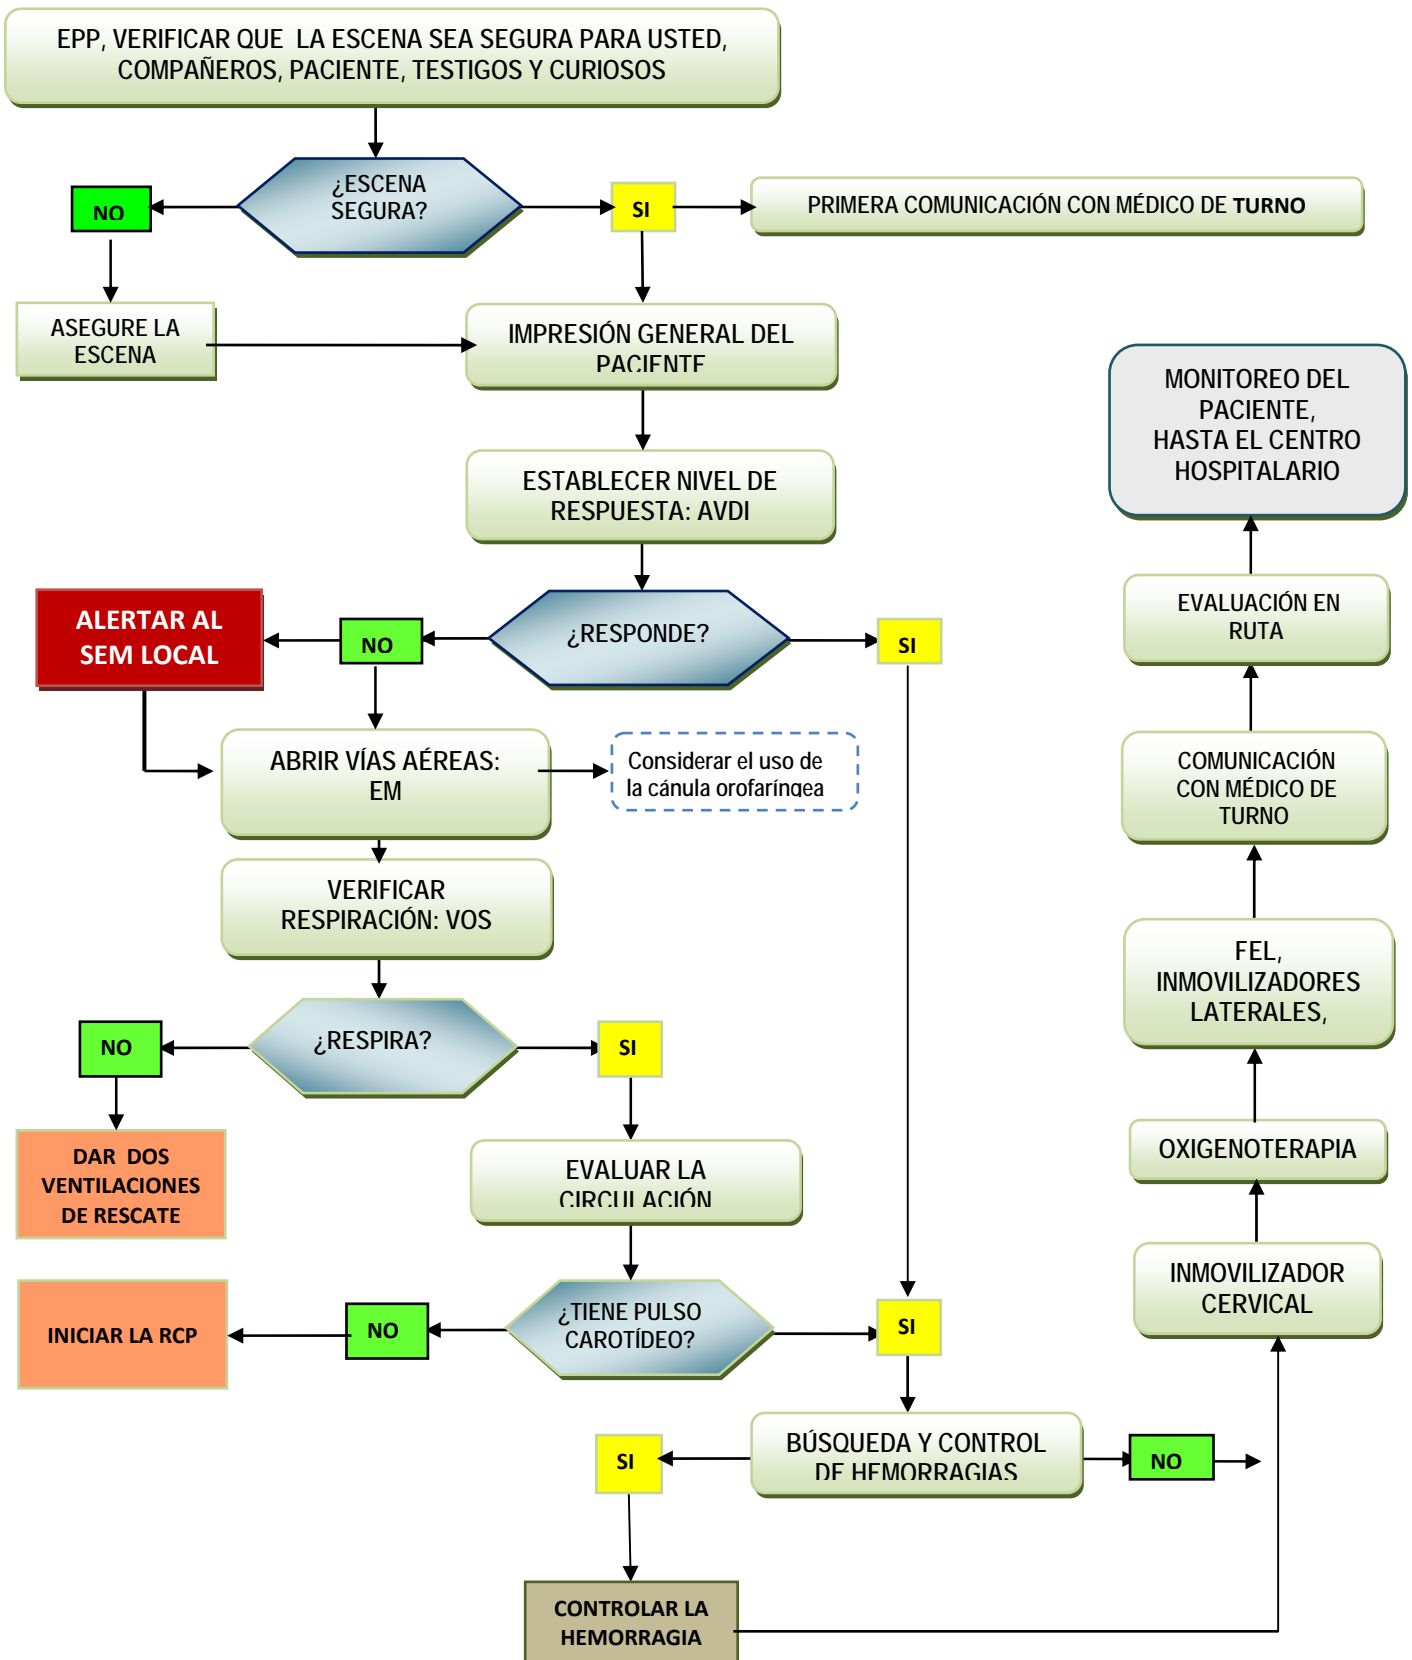 EPP, VERIFICAR QUE LA ESCENA SEA SEGURA PARA USTED,
COMPAÑEROS, PACIENTE, TESTIGOS Y CURIOSOS
¿ESCENA
SEGURA?
NO
SI
PRIMERA COMUNICACIÓN CON MÉDICO DE TURNO
ASEGURE LA
ESCENA
IMPRESIÓN GENERAL DEL
PACIENTE
ESTABLECER NIVEL DE
RESPUESTA: AVDI
¿RESPONDE?
NO
SI
ALERTAR AL
SEM LOCAL
ABRIR VÍAS AÉREAS:
EM
Considerar el uso de
la cánula orofaríngea
VERIFICAR
RESPIRACIÓN: VOS
¿RESPIRA?
NO
SI
DAR DOS
VENTILACIONES
DE RESCATE
EVALUAR LA
CIRCULACIÓN
¿TIENE PULSO
CAROTÍDEO?
NO
SI
INICIAR LA RCP
BÚSQUEDA Y CONTROL
DE HEMORRAGIAS
SI
NO
CONTROLAR LA
HEMORRAGIA
INMOVILIZADOR
CERVICAL
OXIGENOTERAPIA
FEL,
INMOVILIZADORES
LATERALES,
COMUNICACIÓN
CON MÉDICO DE
TURNO
EVALUACIÓN EN
RUTA
MONITOREO DEL
PACIENTE,
HASTA EL CENTRO
HOSPITALARIO